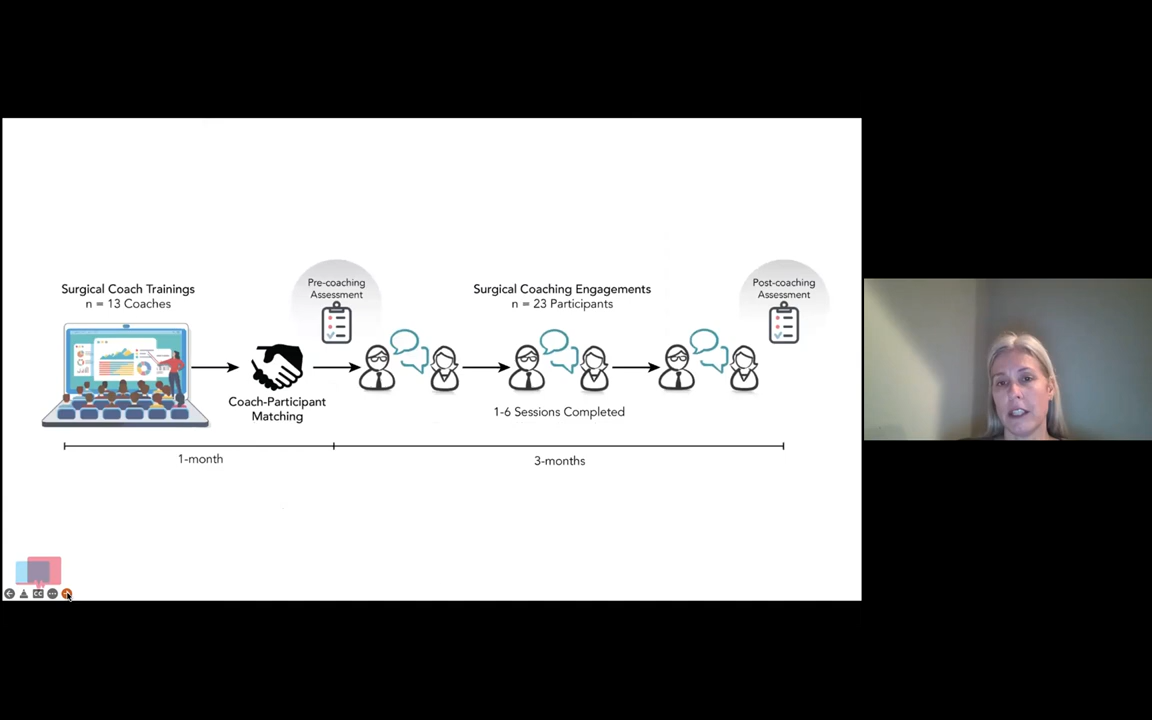 Surgical Coach Trainings
n = 13 Coaches
Coach-Participant
Matching
Pre-coaching
Assessment
Surgical Coaching Engagements
n = 23 Participants
1-6 Sessions Completed
Post-coaching
Assessment
1-month
3-months
CC